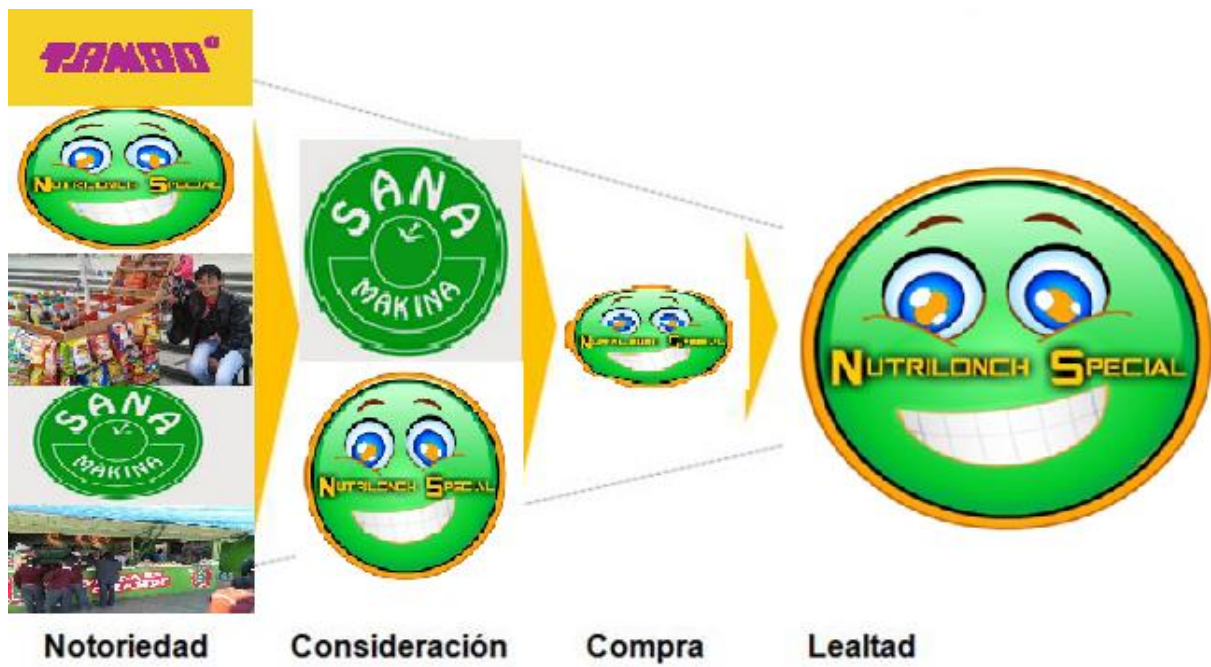 TAMBO
NUTRILONCH SPECIAL
SANA
MAKINA
SANA
MAKINA
NUTRILONCH SPECIAL
NUTRILONCH SPECIAL
NUTRILONCH SPECIAL
Notoriedad
Consideración
Compra
Lealtad